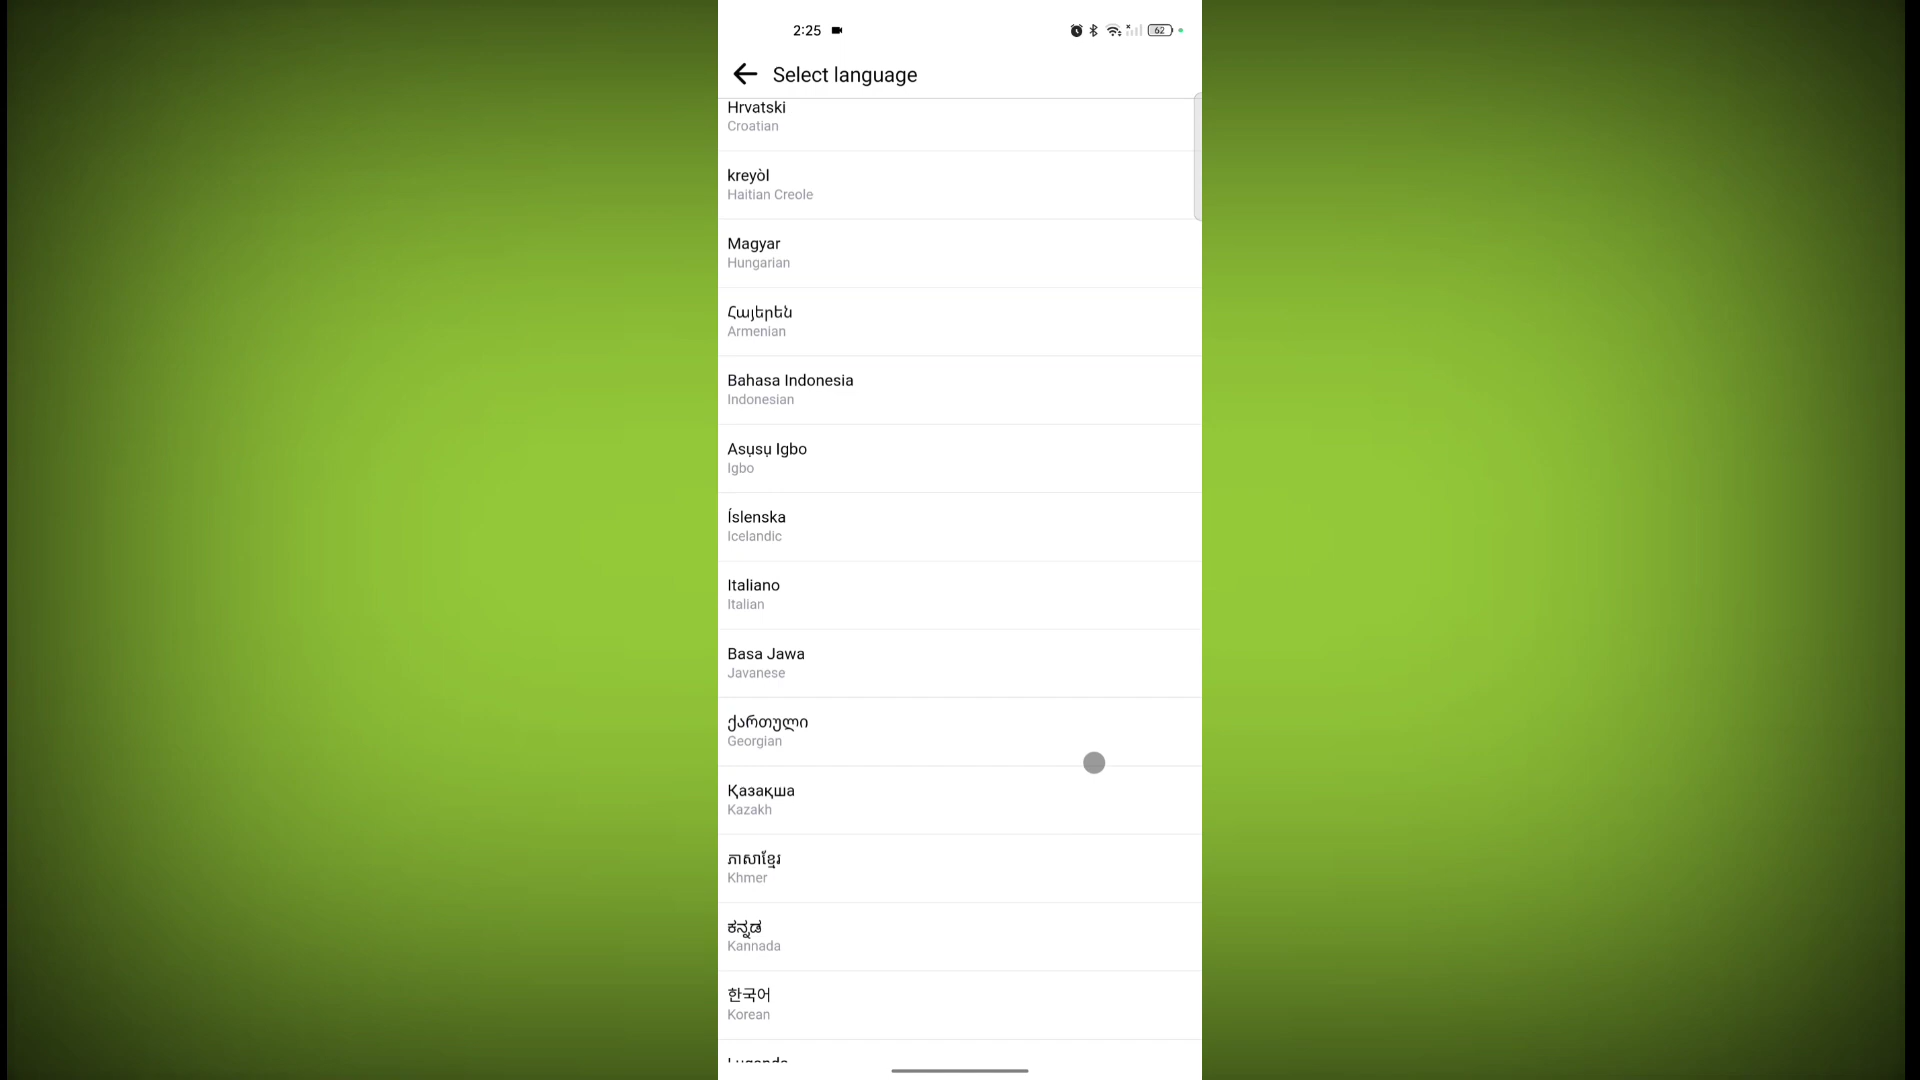 2:25
62
Select language
Hrvatski
Croatian
kreyòl
Haitian Creole
Magyar
Hungarian
Հայերեն
Armenian
Bahasa Indonesia
Indonesian
Asụsụ Igbo
Igbo
Íslenska
Icelandic
Italiano
Italian
Basa Jawa
Javanese
ქართული
Georgian
Қазақша
Kazakh
ភាសាខ្មែរ
Khmer
ಕನ್ನಡ
Kannada
한국어
Korean